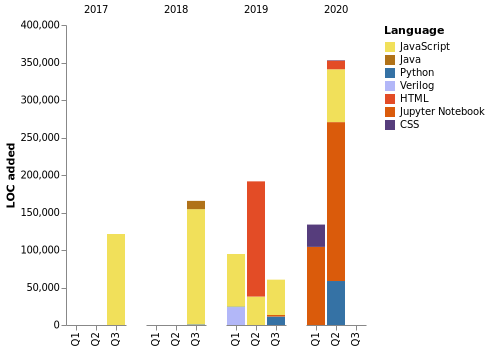 2017 2018 2019 2020
Language
JavaScript
Java
Python
Verilog
HTML
Jupyter Notebook
CSS
LOC added
400,000
350,000
300,000
250,000
200,000
150,000
100,000
50,000
0
Q1 Q2 Q3 Q1 Q2 Q3 Q1 Q2 Q3 Q1 Q2 Q3